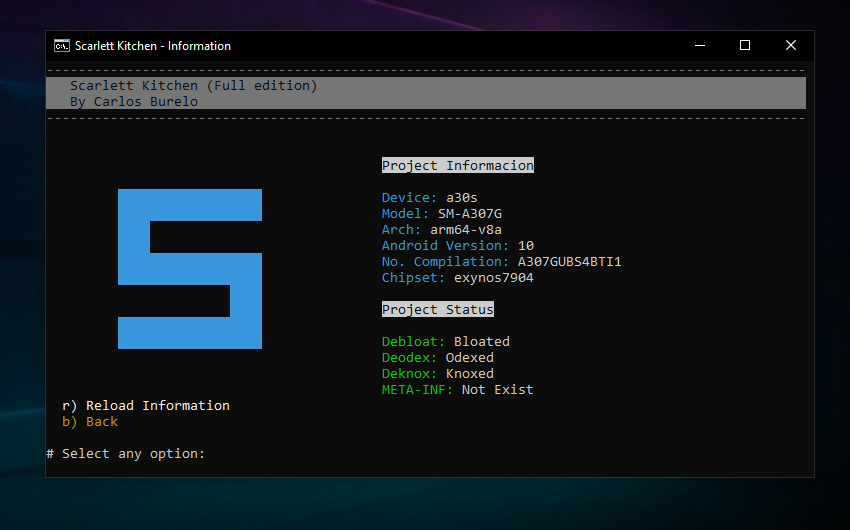 Scarlett Kitchen - Information
Scarlett Kitchen (Full edition)
By Carlos Burelo
Project Informacion
Device: a30s
Model: SM-A307G
Arch: arm64-v8a
Android Version: 10
No. Compilation: A307GUBS4BTI1
Chipset: exynos7904
Project Status
Debloat: Bloated
Deodex: Odexed
Deknox: Knoxed
META-INF: Not Exist
r) Reload Information
b) Back
# Select any option: